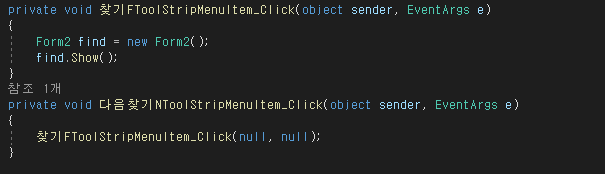 private void 찾기FToolStripMenuItem_Click(object sender, EventArgs e)
{
Form2 find = new Form2();
find.Show();
}
참조 1개
private void 다음찾기NToolStripMenuItem_Click(object sender, EventArgs e)
{
찾기FToolStripMenuItem_Click(null, null);
}